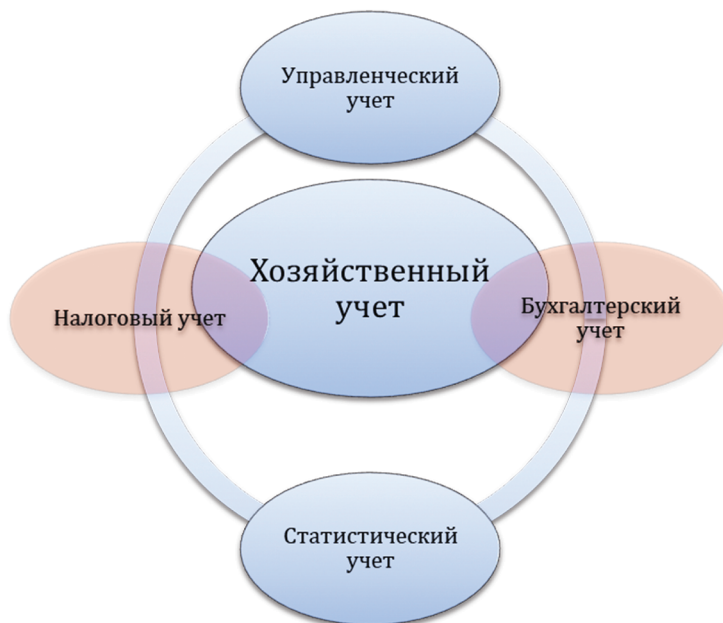 Управленческий
учет
Хозяйственный
учет
Налоговый учет
Бухгалтерский
учет
Статистический
учет